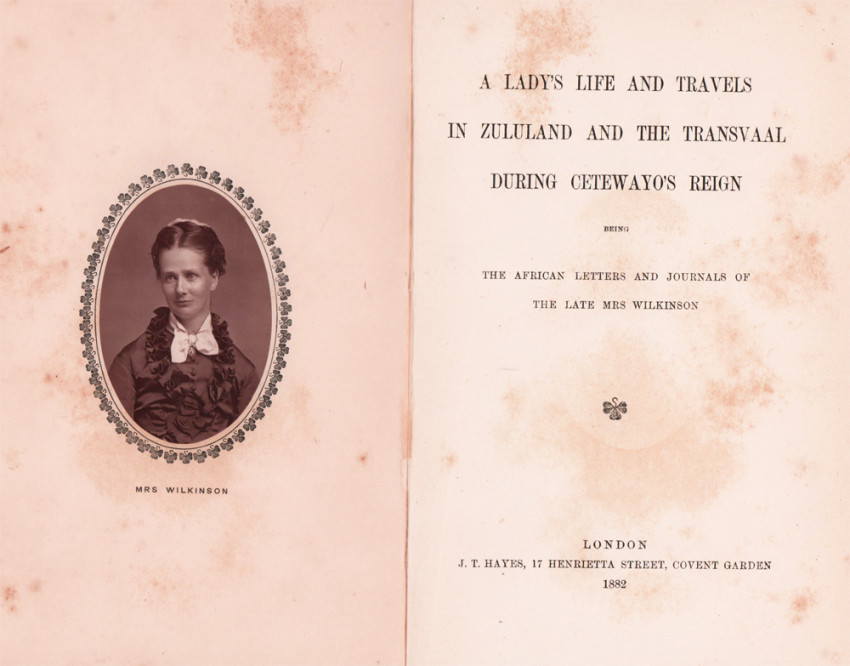 MRS WILKINSON
A LADY'S LIFE AND TRAVELS
IN ZULULAND AND THE TRANSVAAL
DURING CETEWAYO'S REIGN
BEING
THE AFRICAN LETTERS AND JOURNALS OF
THE LATE MRS WILKINSON
LONDON
J. T. HAYES, 17 HENRIETTA STREET, COVENT GARDEN
1882